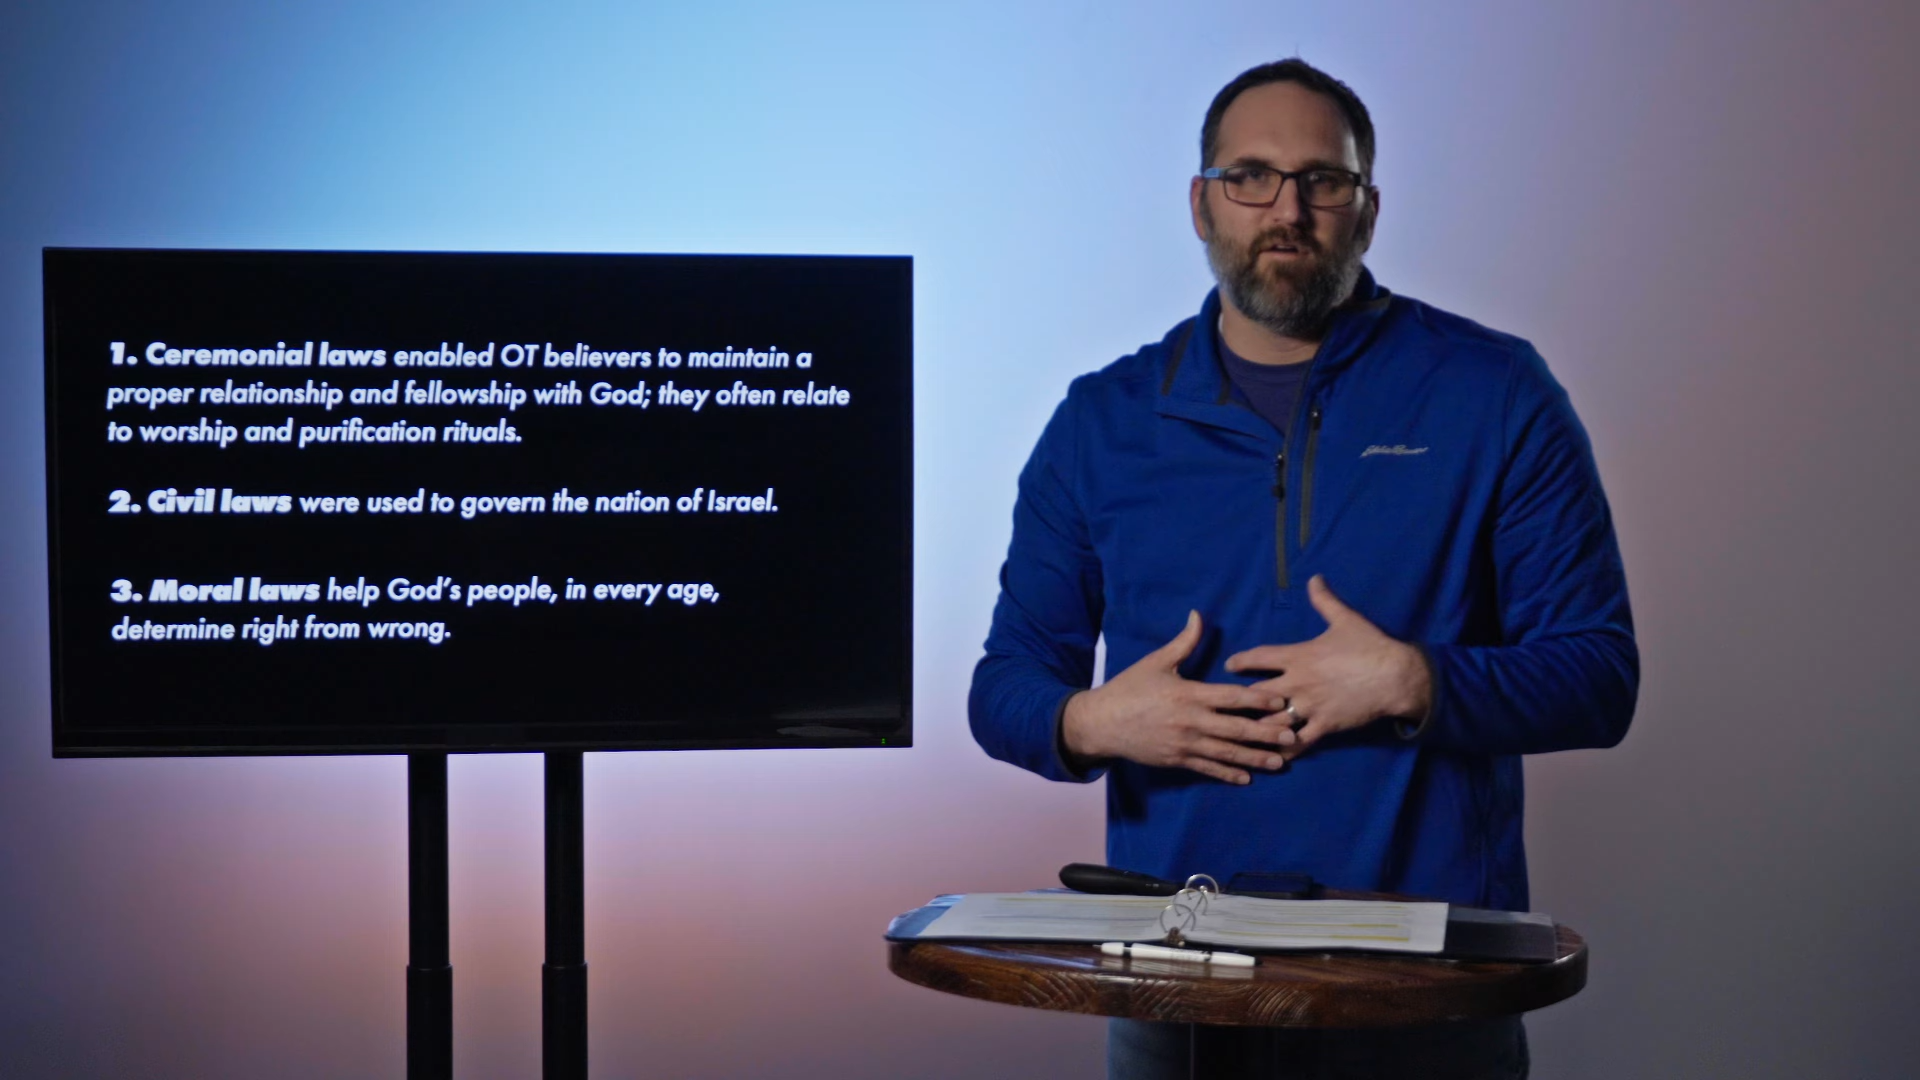 1. Ceremonial laws enabled OT believers to maintain a
proper relationship and fellowship with God; they often relate
to worship and purification rituals.
2. Civil laws were used to govern the nation of Israel.
3. Moral laws help God's people, in every age,
determine right from wrong.
Eddie Bauer